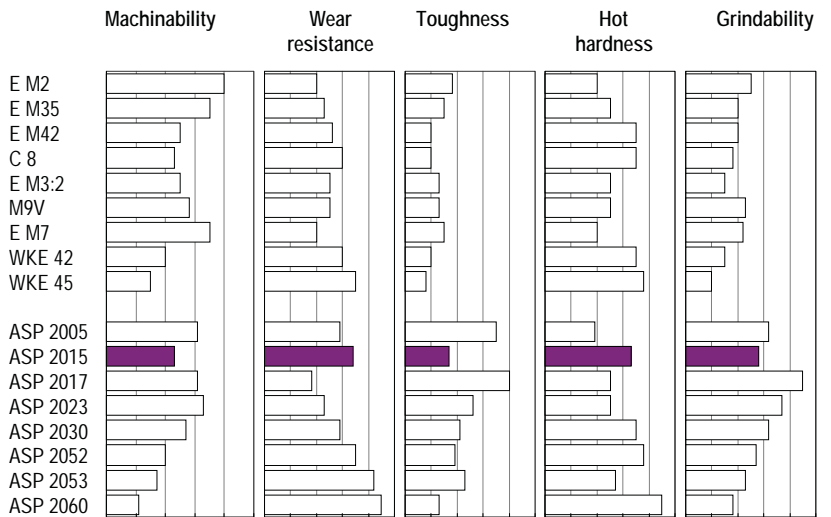 Machinability Wear resistance Toughness Hot hardness Grindability
E M2
E M35
E M42
C 8
E M3:2
M9V
E M7
WKE 42
WKE 45
ASP 2005
ASP 2015
ASP 2017
ASP 2023
ASP 2030
ASP 2052
ASP 2053
ASP 2060